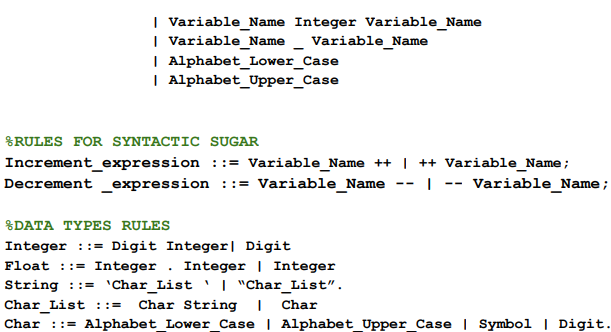 | Variable_Name Integer Variable_Name
| Variable_Name _ Variable_Name
| Alphabet_Lower_Case
| Alphabet_Upper_Case
%RULES FOR SYNTACTIC SUGAR
Increment_expression ::= Variable_Name ++ | ++ Variable_Name;
Decrement _expression ::= Variable_Name -- | -- Variable_Name;
%DATA TYPES RULES
Integer ::= Digit Integer| Digit
Float ::= Integer . Integer | Integer
String ::= ‘Char_List ‘ | “Char_List”.
Char_List ::=  Char String  |  Char
Char ::= Alphabet_Lower_Case | Alphabet_Upper_Case | Symbol | Digit.